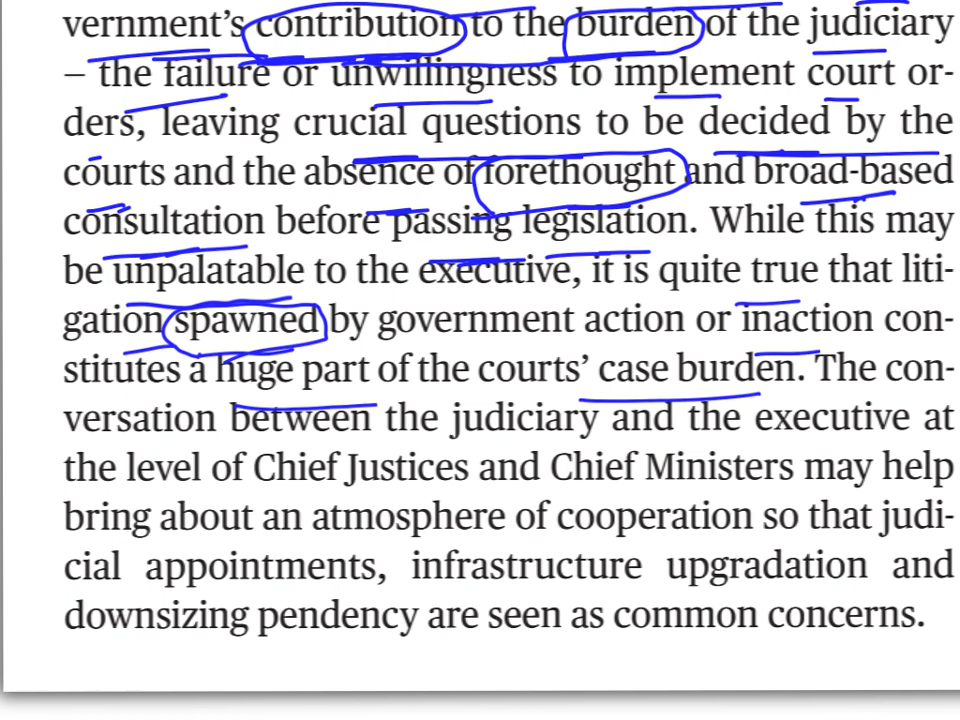 vernment's contribution to the burden of the judiciary
– the failure or unwillingness to implement court or-
ders, leaving crucial questions to be decided by the
courts and the absence of forethought and broad-based
consultation before passing legislation. While this may
be unpalatable to the executive, it is quite true that liti-
gation spawned by government action or inaction con-
stitutes a huge part of the courts' case burden. The con-
versation between the judiciary and the executive at
the level of Chief Justices and Chief Ministers may help
bring about an atmosphere of cooperation so that judi-
cial appointments, infrastructure upgradation and
downsizing pendency are seen as common concerns.